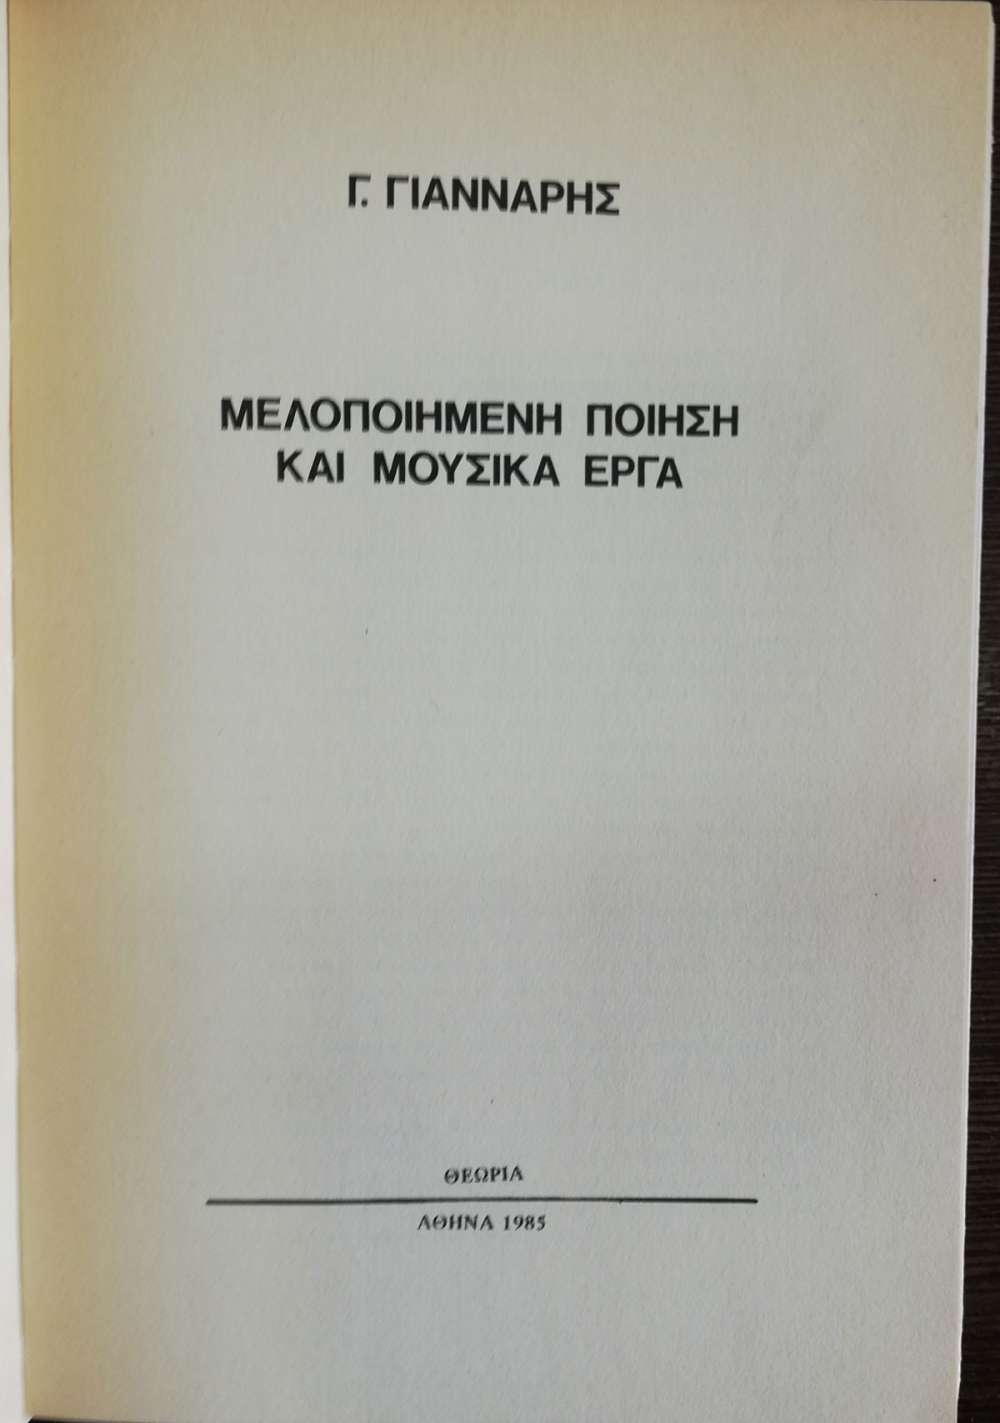 Γ. ΓΙΑΝΝΑΡΗΣ
ΜΕΛΟΠΟΙΗΜΕΝΗ ΠΟΙΗΣΗ
ΚΑΙ ΜΟΥΣΙΚΑ ΕΡΓΑ
ΘΕΩΡΙΑ
ΑΘΗΝΑ 1985